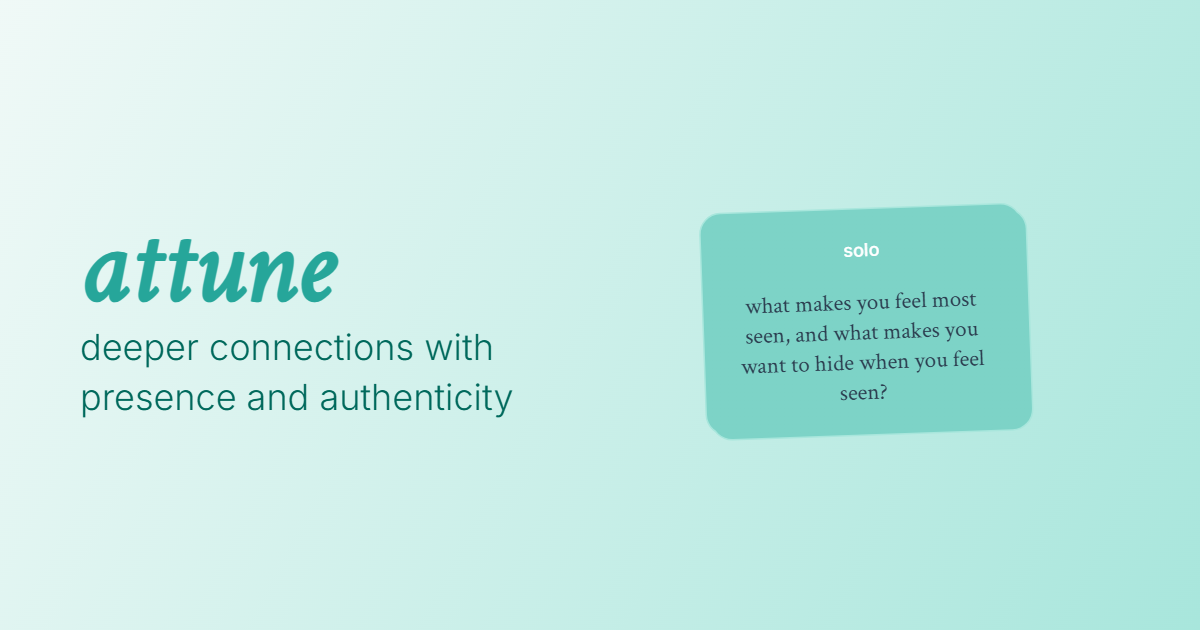 attune
deeper connections with
presence and authenticity
solo
what makes you feel most
seen, and what makes you
want to hide when you feel
seen?